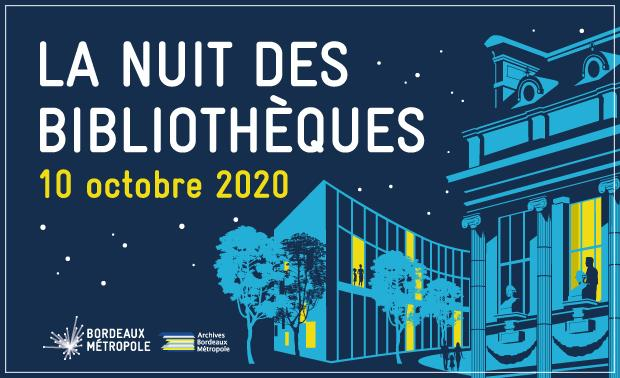 LA NUIT DES
BIBLIOTHÈQUES
10 octobre 2020
BORDEAUX
MÉTROPOLE
Archives
Bordeaux
Métropole